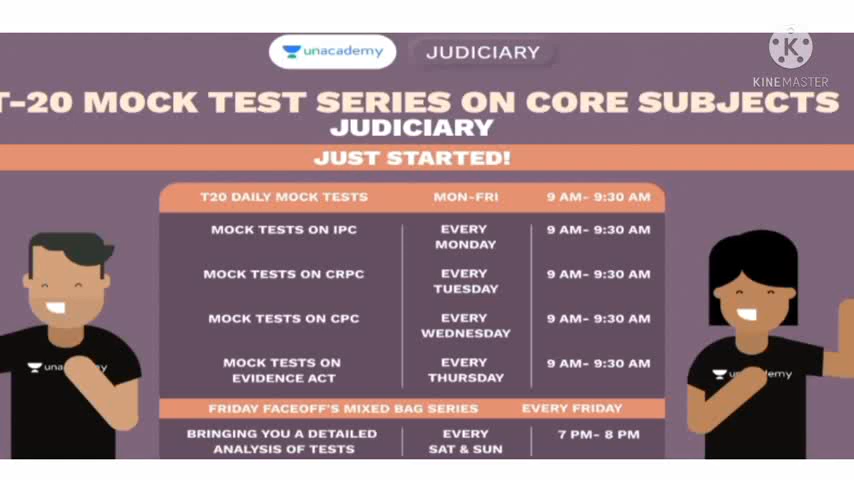 unacademy JUDICIARY
K
KINEMASTER
T-20 MOCK TEST SERIES ON CORE SUBJECTS
JUDICIARY
JUST STARTED!
T20 DAILY MOCK TESTS MON-FRI 9 AM- 9:30 AM
MOCK TESTS ON IPC EVERY MONDAY 9 AM- 9:30 AM
MOCK TESTS ON CRPC EVERY TUESDAY 9 AM- 9:30 AM
MOCK TESTS ON CPC EVERY WEDNESDAY 9 AM- 9:30 AM
MOCK TESTS ON EVIDENCE ACT EVERY THURSDAY 9 AM- 9:30 AM
FRIDAY FACEOFF'S MIXED BAG SERIES EVERY FRIDAY
BRINGING YOU A DETAILED ANALYSIS OF TESTS EVERY SAT & SUN 7 PM- 8 PM